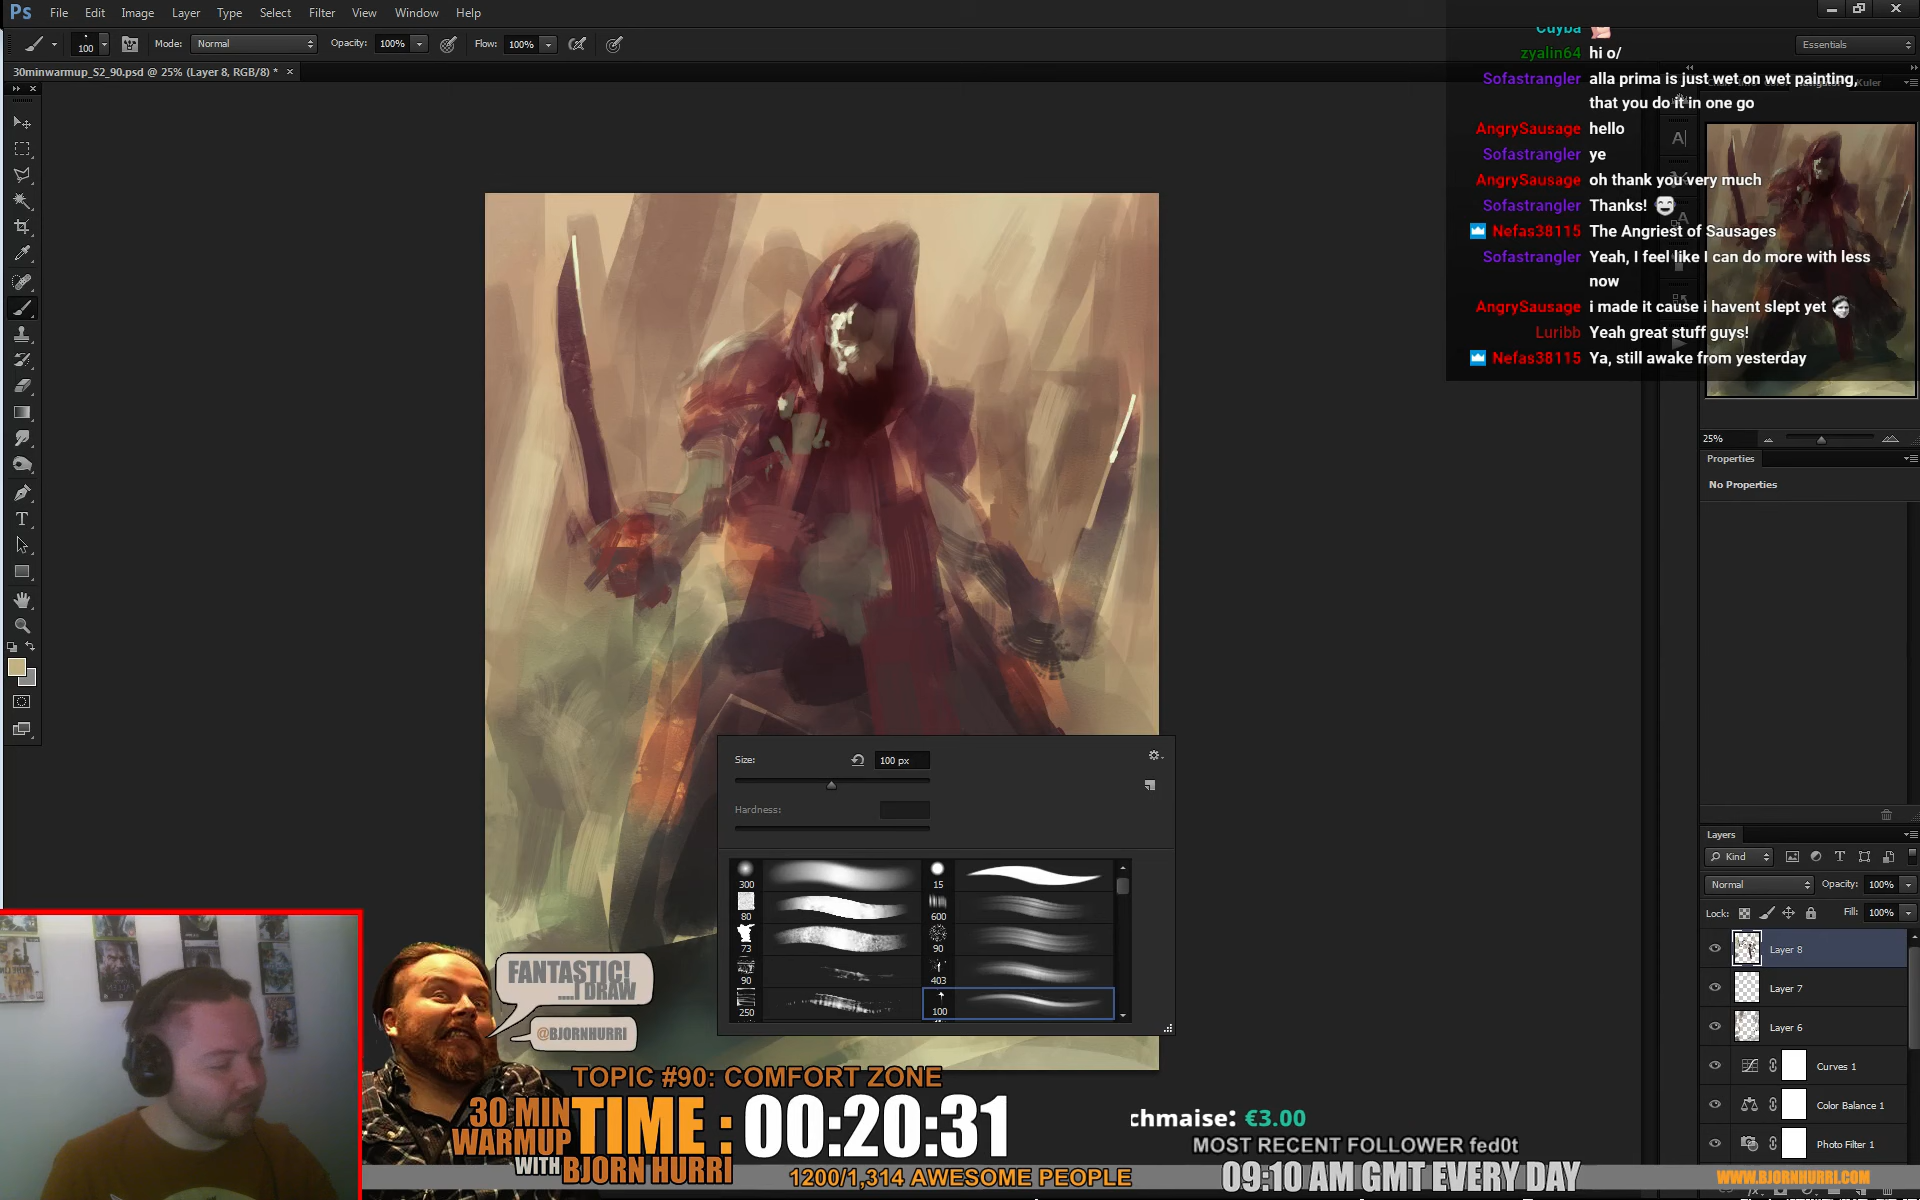 Ps File Edit Image Layer Type Select Filter View Window Help
100 Mode: Normal Opacity: 100% Flow: 100% Essentials
30minwarmup_S2_90.psd @ 25% (Layer 8, RGB/8) * ×
Cuyba
zyalin64 hi o/
Sofastrangler alla prima is just wet on wet painting,
that you do it in one go
AngrySausage hello
Sofastrangler ye
AngrySausage oh thank you very much
Sofastrangler Thanks!
Nefas38115 The Angriest of Sausages
Sofastrangler Yeah, I feel like I can do more with less
now
AngrySausage i made it cause i havent slept yet
Luribb Yeah great stuff guys!
Nefas38115 Ya, still awake from yesterday
Kuler
25%
Properties
No Properties
Size: 100 px
Hardness:
300 15
80 600
73 90
90 403
250 100
Layers
Kind
Normal Opacity: 100%
Lock: Fill: 100%
Layer 8
Layer 7
Layer 6
Curves 1
Color Balance 1
Photo Filter 1
FANTASTIC!
....I DRAW
@BJORNHURRI
TOPIC #90: COMFORT ZONE
30 MIN
WARMUP
WITH BJORN HURRI
TIME : 00:20:31
1200/1,314 AWESOME PEOPLE
chmaise: €3.00
MOST RECENT FOLLOWER fed0t
09:10 AM GMT EVERY DAY
WWW.BJORNHURRI.COM